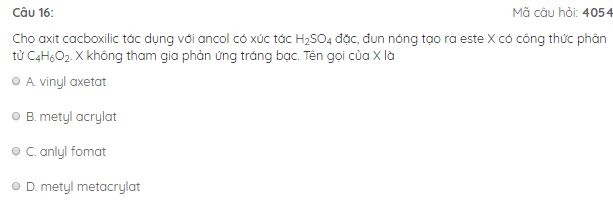 Câu 16: Mã câu hỏi: 4054
Cho axit cacboxilic tác dụng với ancol có xúc tác H₂SO₄ đặc, đun nóng tạo ra este X có công thức phân
tử C₄H₆O₂. X không tham gia phản ứng tráng bạc. Tên gọi của X là
A. vinyl axetat
B. metyl acrylat
C. anlyl fomat
D. metyl metacrylat